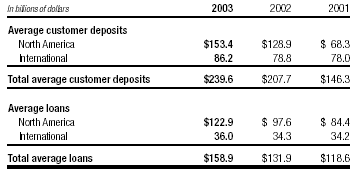 In billions of dollars 2003 2002 2001
Average customer deposits
North America $153.4 $128.9 $ 68.3
International 86.2 78.8 78.0
Total average customer deposits $239.6 $207.7 $146.3
Average loans
North America $122.9 $ 97.6 $ 84.4
International 36.0 34.3 34.2
Total average loans $158.9 $131.9 $118.6